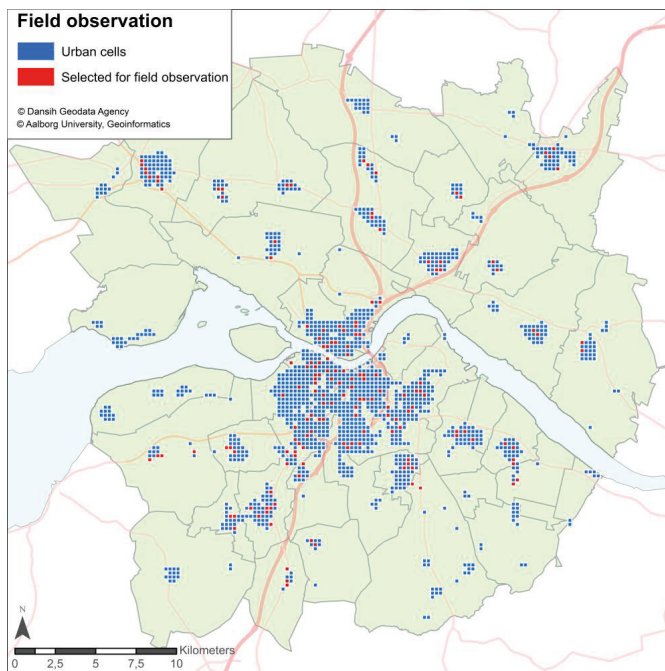 Field observation
Urban cells
Selected for field observation
© Dansih Geodata Agency
© Aalborg University, Geoinformatics
N
Kilometers
0 2,5 5 7,5 10